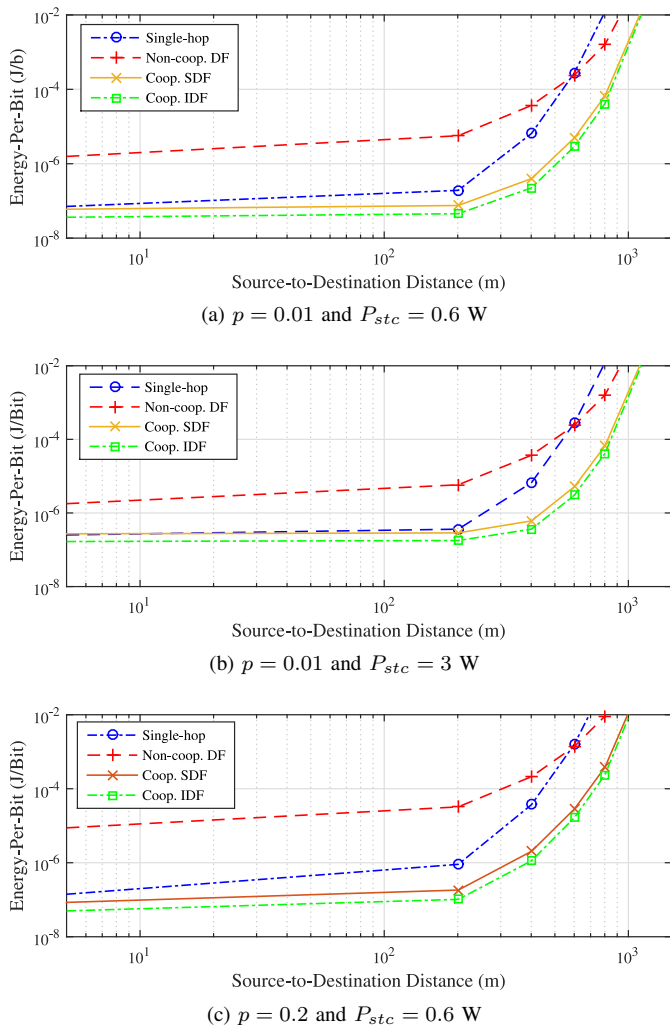 10^-2
10^-4
10^-6
10^-8
Energy-Per-Bit (J/b)
Single-hop
Non-coop. DF
Coop. SDF
Coop. IDF
10^1
10^2
10^3
Source-to-Destination Distance (m)
(a) p = 0.01 and P_stc = 0.6 W
10^-2
10^-4
10^-6
10^-8
Energy-Per-Bit (J/Bit)
Single-hop
Non-coop. DF
Coop. SDF
Coop. IDF
10^1
10^2
10^3
Source-to-Destination Distance (m)
(b) p = 0.01 and P_stc = 3 W
10^-2
10^-4
10^-6
10^-8
Energy-Per-Bit (J/Bit)
Single-hop
Non-coop. DF
Coop. SDF
Coop. IDF
10^1
10^2
10^3
Source-to-Destination Distance (m)
(c) p = 0.2 and P_stc = 0.6 W